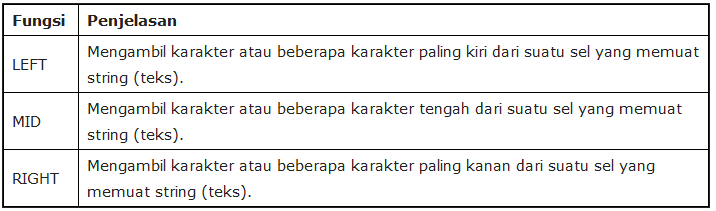 Fungsi Penjelasan
LEFT Mengambil karakter atau beberapa karakter paling kiri dari suatu sel yang memuat
string (teks).
MID Mengambil karakter atau beberapa karakter tengah dari suatu sel yang memuat
string (teks).
RIGHT Mengambil karakter atau beberapa karakter paling kanan dari suatu sel yang
memuat string (teks).